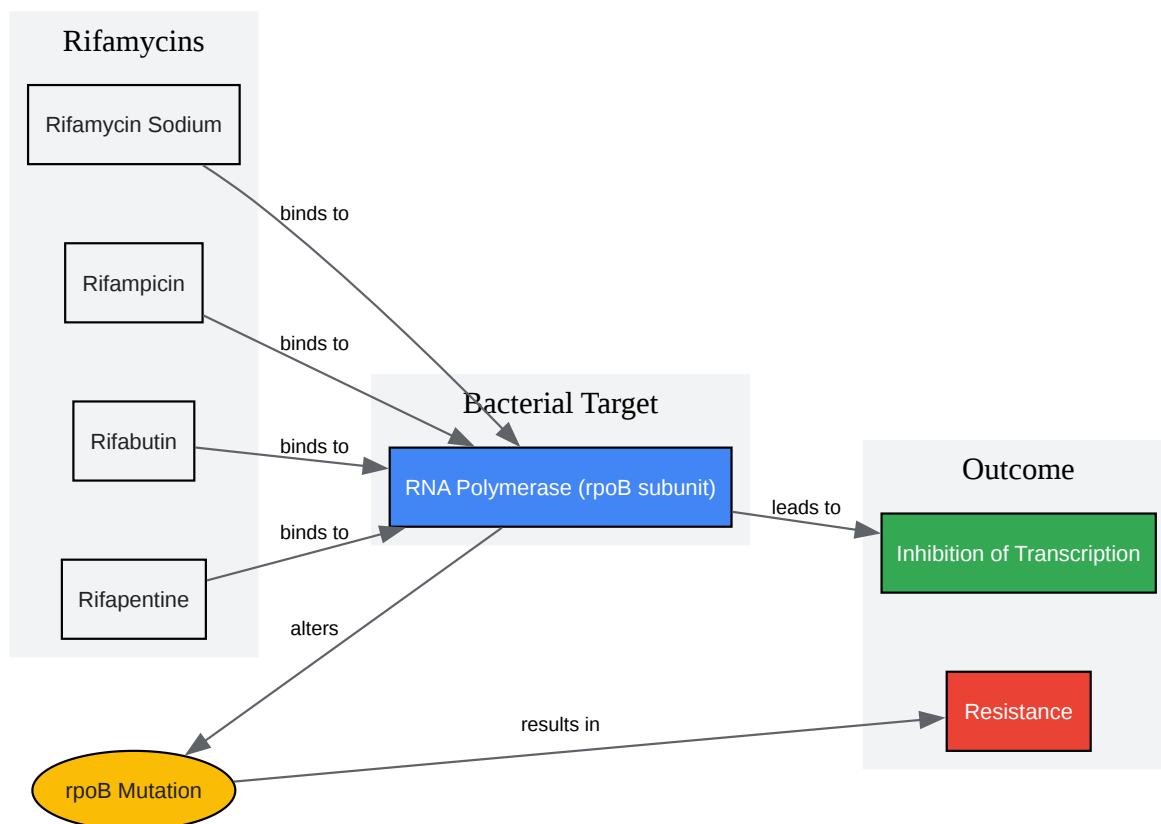 Rifamycins
Rifamycin Sodium
binds to
Rifampicin
binds to
Rifabutin
binds to
Bacterial Target
RNA Polymerase (rpoB subunit)
leads to
Outcome
Inhibition of Transcription
binds to
Rifapentine
alters
results in
Resistance
rpoB Mutation